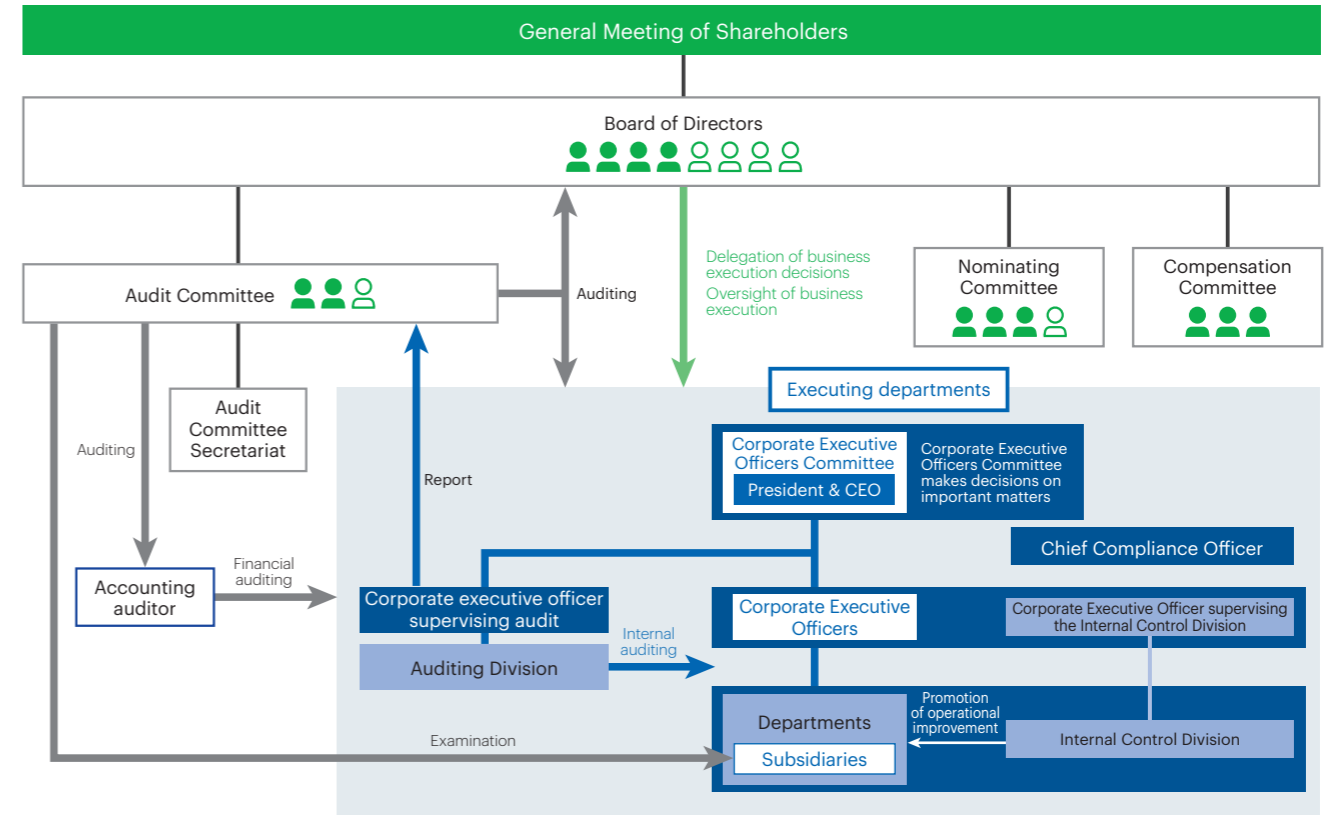 General Meeting of Shareholders
Board of Directors
Delegation of business
execution decisions
Oversight of business
execution
Nominating
Committee
Compensation
Committee
Audit Committee
Auditing
Executing departments
Audit
Committee
Secretariat
Auditing
Corporate Executive
Officers Committee
President & CEO
Corporate Executive
Officers Committee
makes decisions on
important matters
Report
Chief Compliance Officer
Financial
auditing
Accounting
auditor
Corporate executive officer
supervising audit
Corporate Executive
Officers
Corporate Executive Officer supervising
the Internal Control Division
Internal
auditing
Auditing Division
Promotion
of operational
improvement
Departments
Subsidiaries
Internal Control Division
Examination